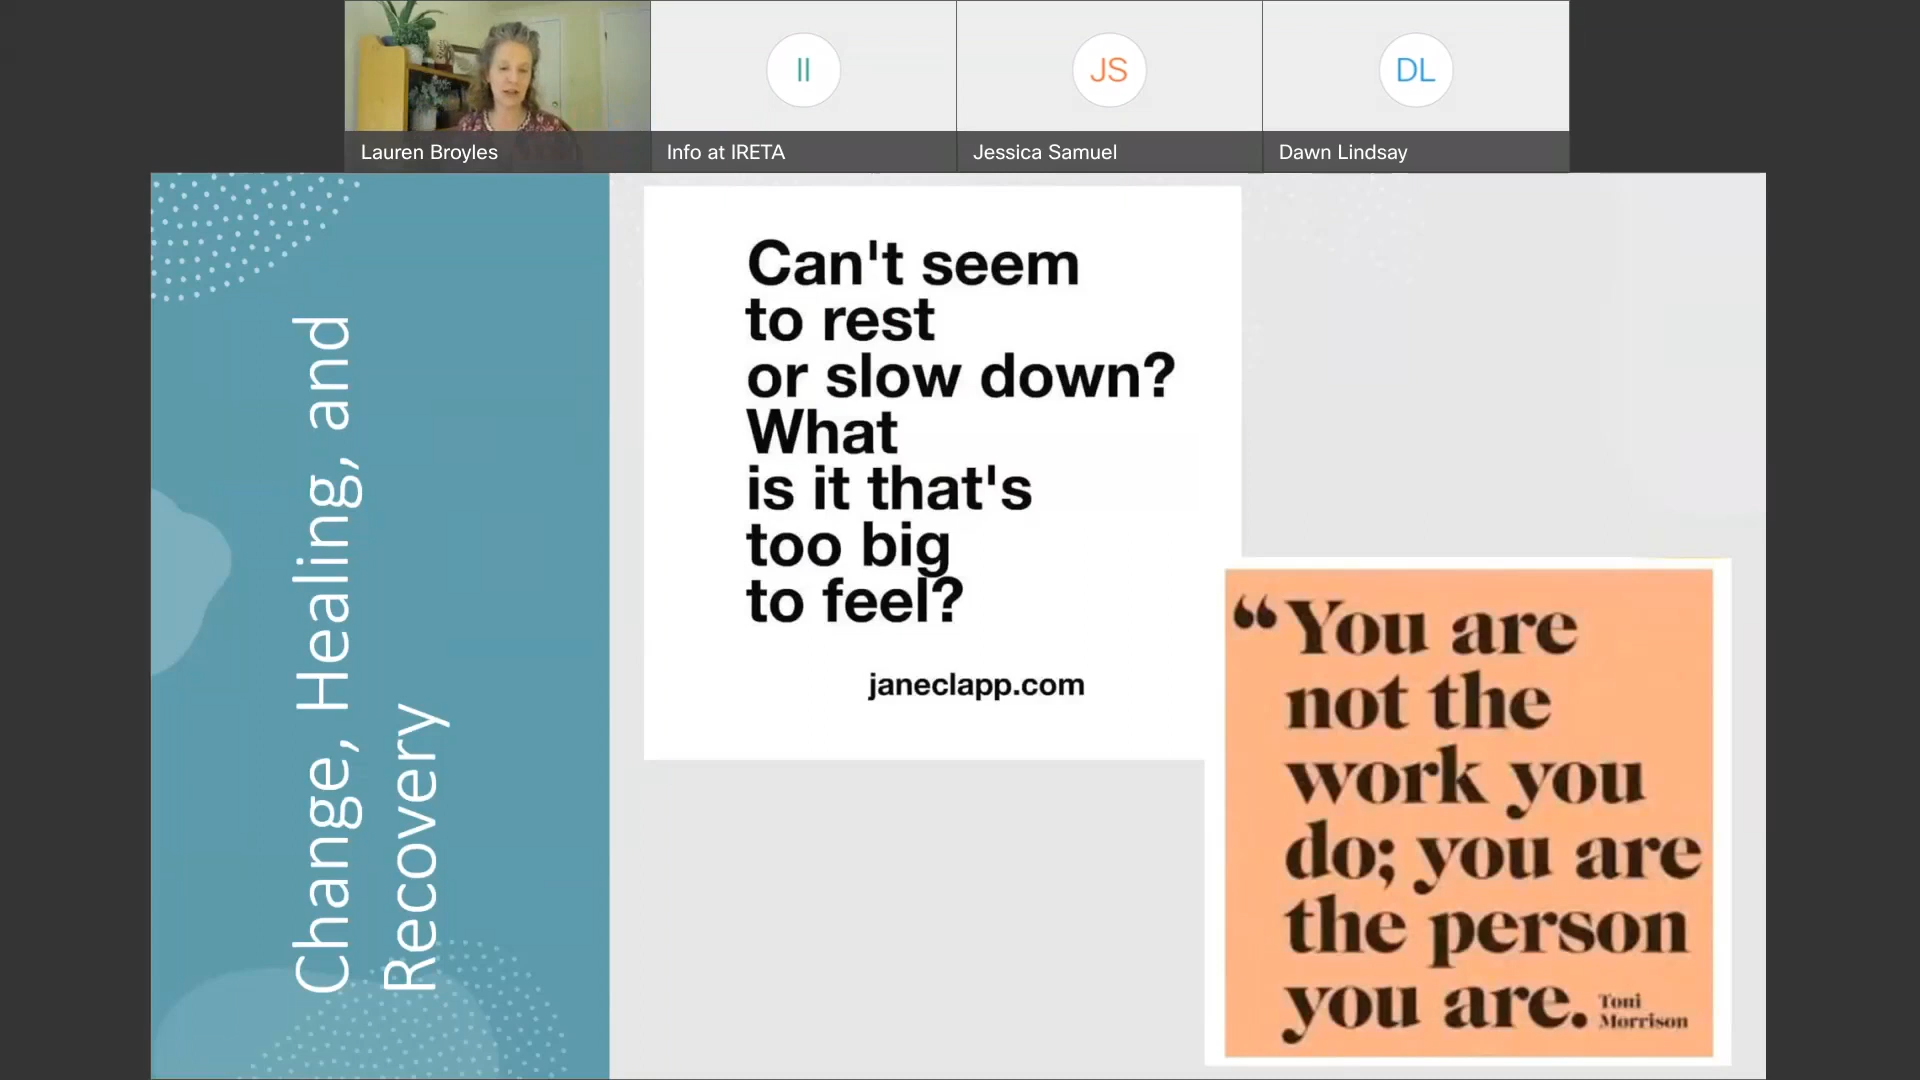 II
JS
DL
Lauren Broyles
Info at IRETA
Jessica Samuel
Dawn Lindsay
Change, Healing, and
Recovery
Can't seem
to rest
or slow down?
What
is it that's
too big
to feel?
janeclapp.com
“You are
not the
work you
do; you are
the person
you are.
Toni
Morrison